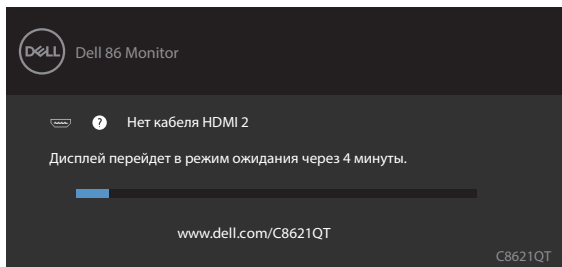 DELL Dell 86 Monitor
? Нет кабеля HDMI 2
Дисплей перейдет в режим ожидания через 4 минуты.
www.dell.com/C8621QT
C8621QT